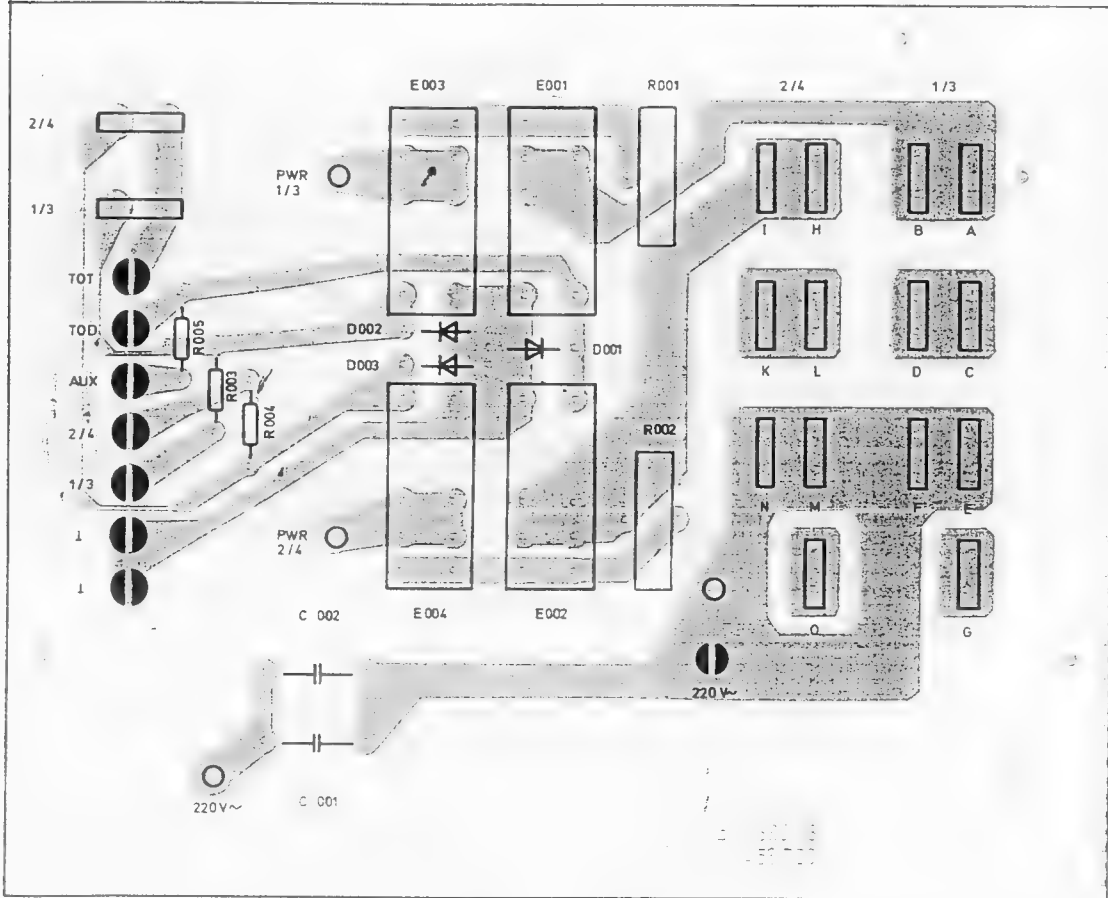 E003 E001 R001 2/4 1/3
2/4
PWR
1/3
1/3
I H B A
TOT
TOD
R005
D002
D001
D003
K L D C
AUX
R003
R004
2/4
R002
1/3
N M F E
PWR
2/4
⊥
⊥
C 002 E004 E002
O G
220V~
220V~
C 001